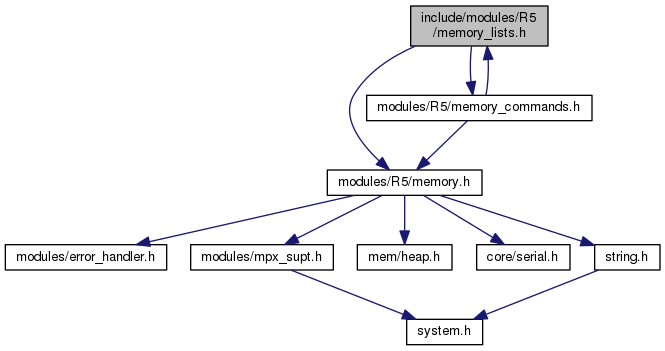 include/modules/R5
/memory_lists.h
modules/R5/memory_commands.h
modules/R5/memory.h
modules/error_handler.h
modules/mpx_supt.h
mem/heap.h
core/serial.h
string.h
system.h